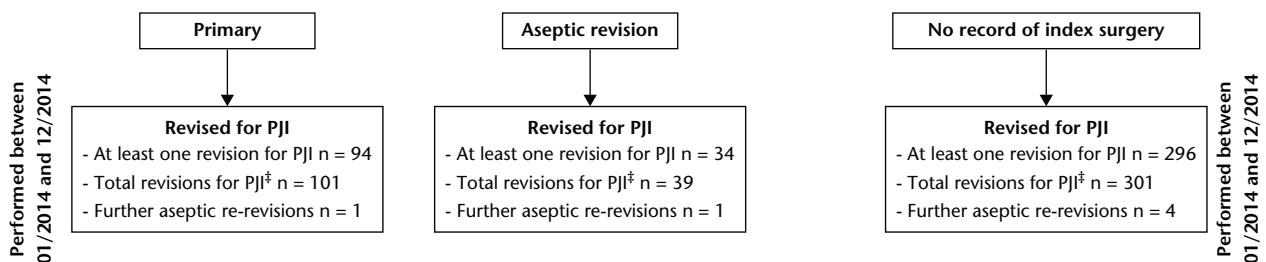 Primary
Aseptic revision
No record of index surgery
Performed between
01/2014 and 12/2014
Revised for PJI
- At least one revision for PJI n = 94
- Total revisions for PJI‡ n = 101
- Further aseptic re-revisions n = 1
Revised for PJI
- At least one revision for PJI n = 34
- Total revisions for PJI‡ n = 39
- Further aseptic re-revisions n = 1
Revised for PJI
- At least one revision for PJI n = 296
- Total revisions for PJI‡ n = 301
- Further aseptic re-revisions n = 4
Performed between
01/2014 and 12/2014